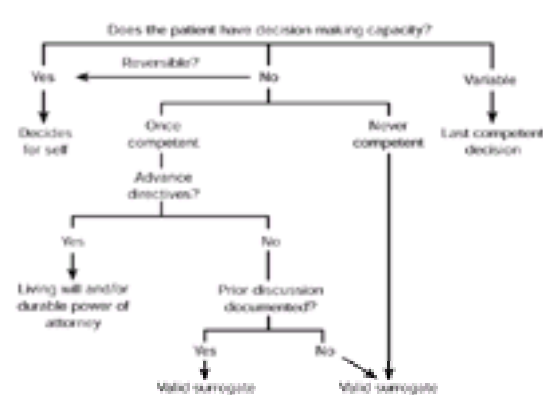 Does the patient have decision making capacity?
Reversible?
Yes
No
Variable
Decides
for self
Once
competent
Never
competent
Last competent
decision
Advance
directives?
Yes
No
Living will and/or
durable power of
attorney
Prior discussion
documented?
Yes
No
Valid surrogate
Valid surrogate